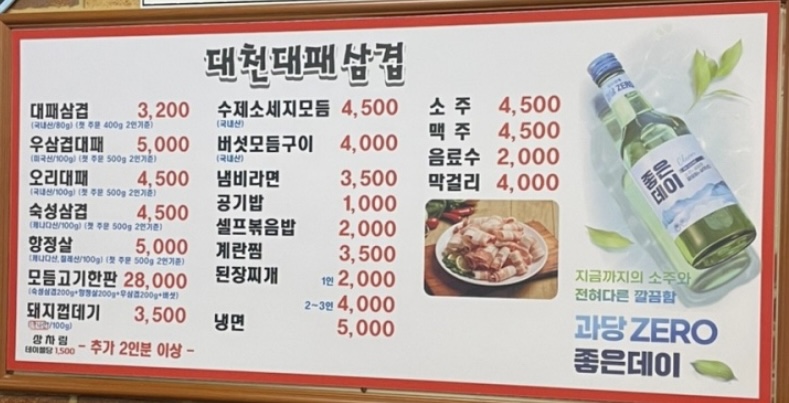 대천대패삼겹
대패삼겹 3,200
(국내산/80g) (첫 주문 400g 2인기준)
우삼겹대패 5,000
(미국산/100g) (첫 주문 500g 2인기준)
오리대패 4,500
(국내산/100g) (첫 주문 500g 2인기준)
숙성삼겹 4,500
(캐나다산/100g) (첫 주문 500g 2인기준)
항정살 5,000
(캐나다산,칠레산/100g) (첫 주문 500g 2인기준)
모듬고기한판 28,000
(숙성삼겹200g+항정살200g+우삼겹200g+버섯)
돼지껍데기 3,500
/100g)
상차림
테이블당 1,500
- 추가 2인분 이상 -
수제소세지모듬 4,500
(국내산)
버섯모듬구이 4,000
(국내산)
냄비라면 3,500
공기밥 1,000
셀프볶음밥 2,000
계란찜 3,500
된장찌개 1인 2,000
2~3인 4,000
냉면 5,000
소주 4,500
맥주 4,500
음료수 2,000
막걸리 4,000
ZERO
좋은
데이
지금까지의 소주와
전혀다른 깔끔함
과당 ZERO
좋은데이